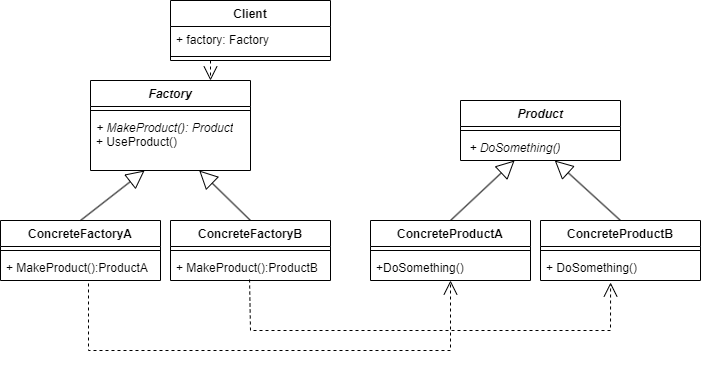 Client
+ factory: Factory
Factory
+ MakeProduct(): Product
+ UseProduct()
Product
+ DoSomething()
ConcreteFactoryA
+ MakeProduct():ProductA
ConcreteFactoryB
+ MakeProduct():ProductB
ConcreteProductA
+DoSomething()
ConcreteProductB
+ DoSomething()